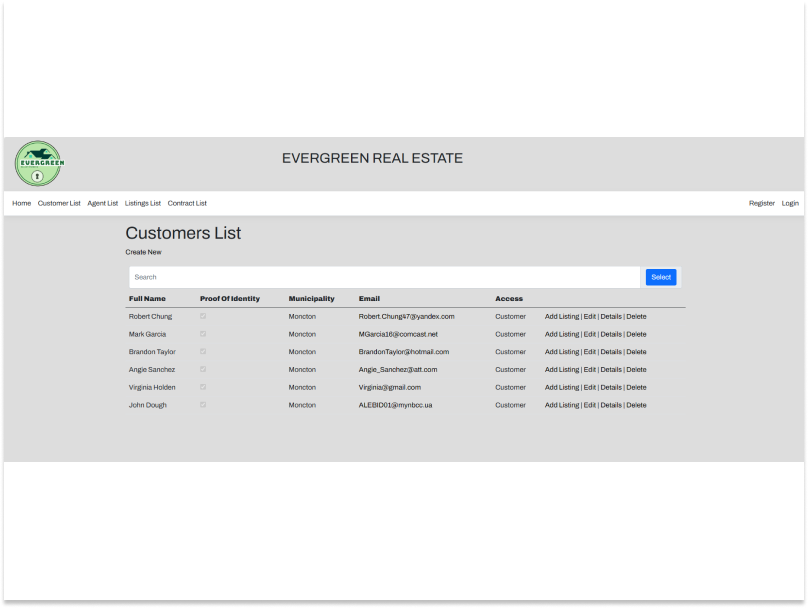 EVERGREEN
EVERGREEN REAL ESTATE
Home Customer List Agent List Listings List Contract List Register Login
Customers List
Create New
Search Select
Full Name Proof Of Identity Municipality Email Access
Robert Chung Moncton Robert.Chung47@yandex.com Customer Add Listing | Edit | Details | Delete
Mark Garcia Moncton MGarcia16@comcast.net Customer Add Listing | Edit | Details | Delete
Brandon Taylor Moncton BrandonTaylor@hotmail.com Customer Add Listing | Edit | Details | Delete
Angie Sanchez Moncton Angie_Sanchez@att.com Customer Add Listing | Edit | Details | Delete
Virginia Holden Moncton Virginia@gmail.com Customer Add Listing | Edit | Details | Delete
John Dough Moncton ALEBID01@mynbcc.ua Customer Add Listing | Edit | Details | Delete